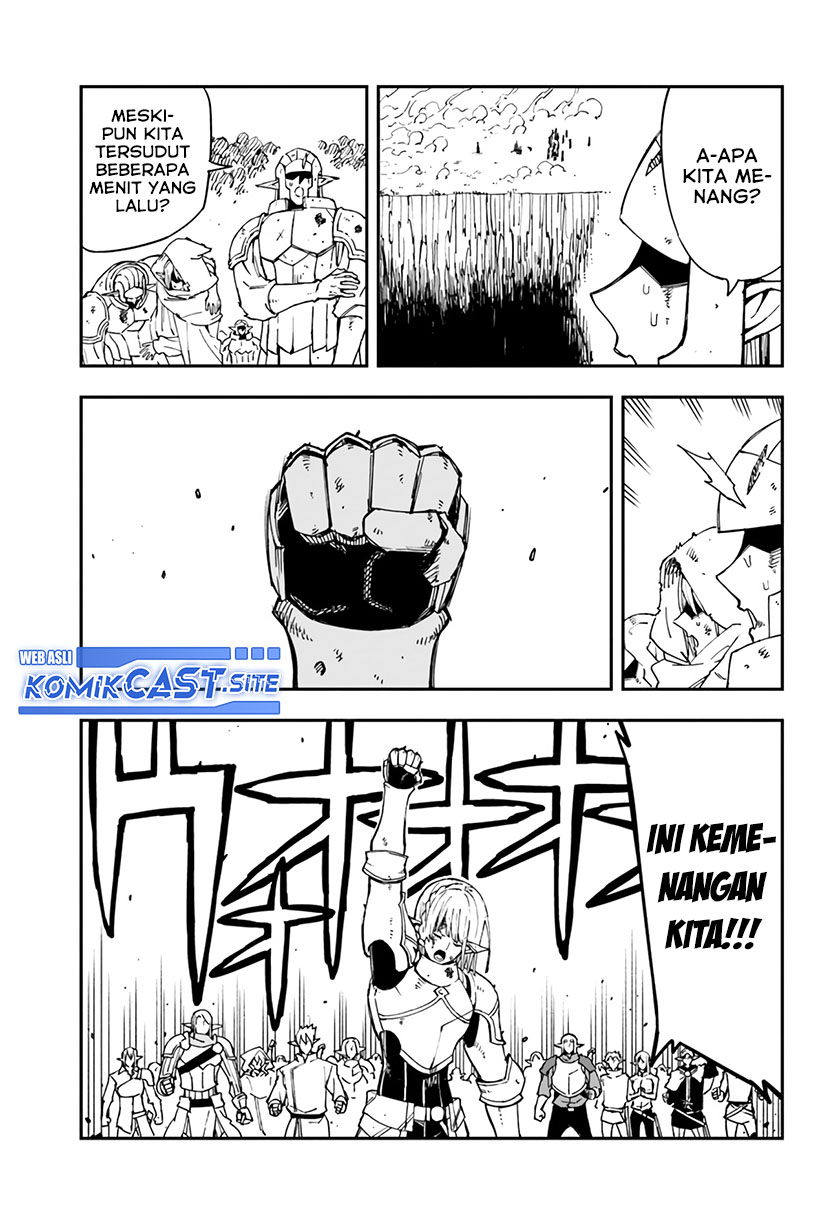 A-APA
KITA ME-
NANG?
MESKI-
PUN KITA
TERSUDUT
BEBERAPA
MENIT YANG
LALU?
WEB ASLI
KOMIKCAST.SITE
INI KEME-
NANGAN
KITA!!!